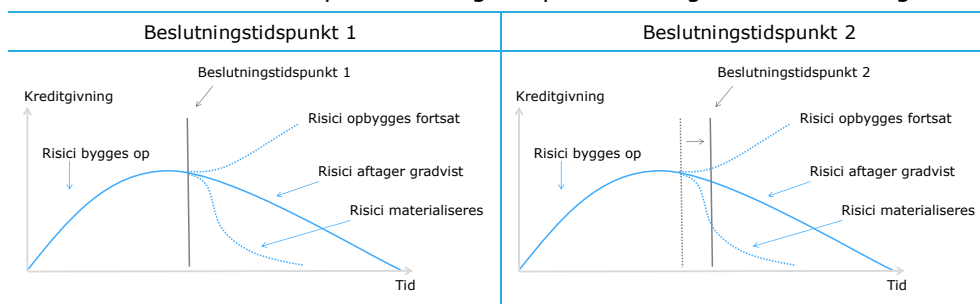 Beslutningstidspunkt 1
Beslutningstidspunkt 2
Beslutningstidspunkt 1
Kreditgivning
Risici opbygges fortsat
Risici bygges op
Risici aftager gradvist
Risici materialiseres
Tid
Beslutningstidspunkt 2
Kreditgivning
Risici opbygges fortsat
Risici bygges op
Risici aftager gradvist
Risici materialiseres
Tid